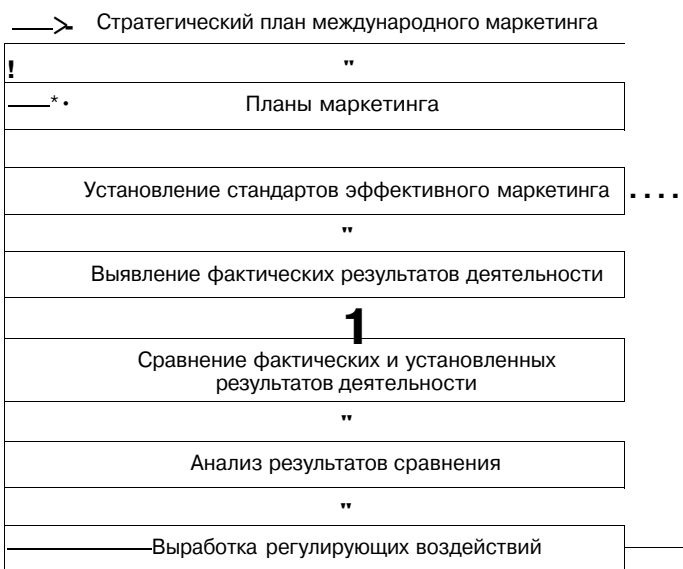 Стратегический план международного маркетинга
! "
* • Планы маркетинга
Установление стандартов эффективного маркетинга ....
"
Выявление фактических результатов деятельности
1
Сравнение фактических и установленных
результатов деятельности
"
Анализ результатов сравнения
"
Выработка регулирующих воздействий